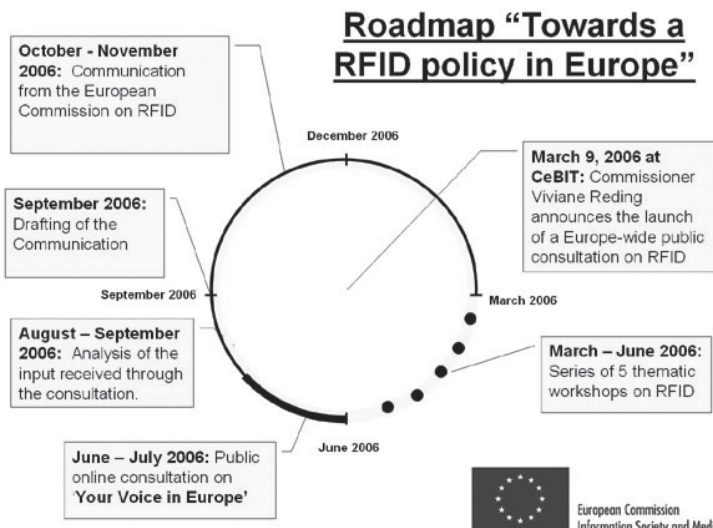 Roadmap “Towards a
RFID policy in Europe”
October - November
2006: Communication
from the European
Commission on RFID
December 2006
March 9, 2006 at
CeBIT: Commissioner
Viviane Reding
announces the launch
of a Europe-wide public
consultation on RFID
September 2006:
Drafting of the
Communication
September 2006
March 2006
August – September
2006: Analysis of the
input received through
the consultation.
March – June 2006:
Series of 5 thematic
workshops on RFID
June 2006
June – July 2006: Public
online consultation on
‘Your Voice in Europe’
European Commission
Information Society and